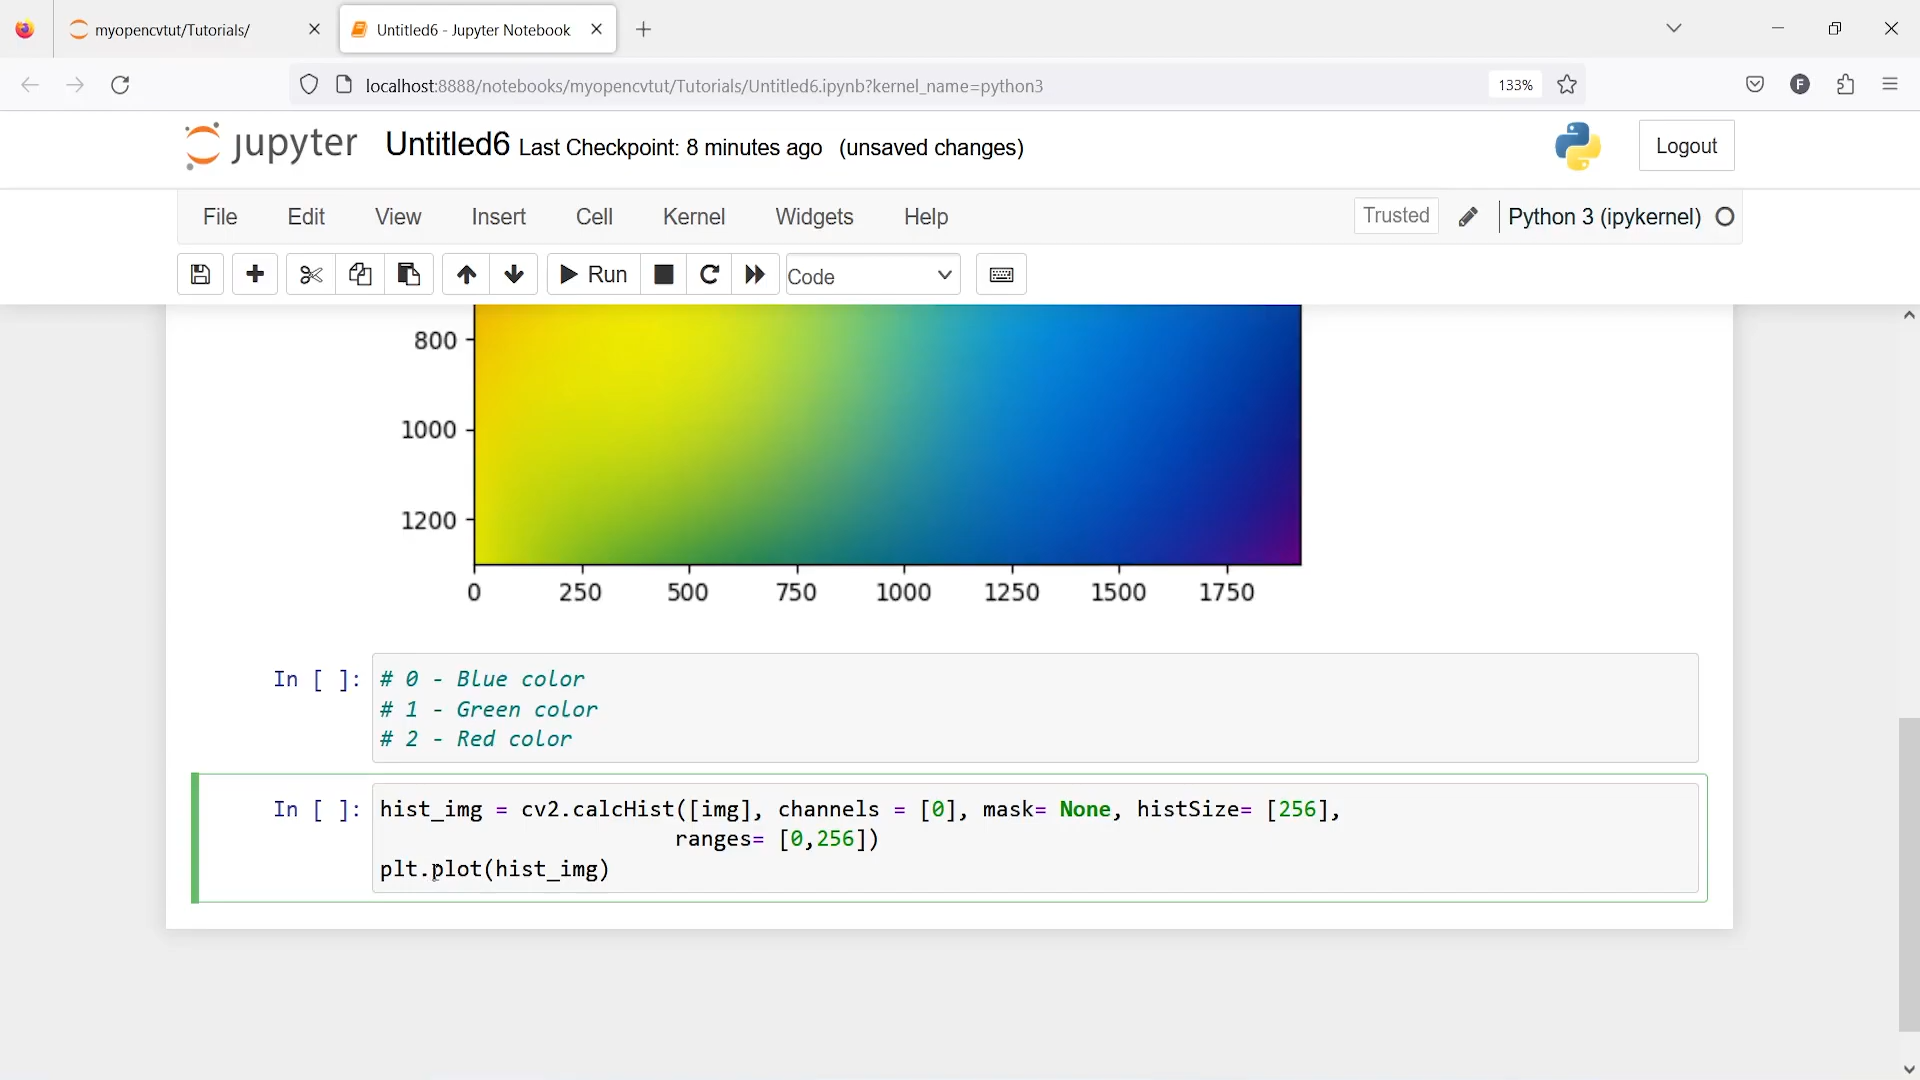 myopencvtut/Tutorials/
Untitled6 - Jupyter Notebook
localhost:8888/notebooks/myopencvtut/Tutorials/Untitled6.ipynb?kernel_name=python3
133%
F
jupyter
Untitled6 Last Checkpoint: 8 minutes ago (unsaved changes)
Logout
File Edit View Insert Cell Kernel Widgets Help
Trusted
Python 3 (ipykernel)
Run
Code
800
1000
1200
0 250 500 750 1000 1250 1500 1750
In [ ]: # 0 - Blue color
# 1 - Green color
# 2 - Red color
In [ ]: hist_img = cv2.calcHist([img], channels = [0], mask= None, histSize= [256],
ranges= [0,256])
plt.plot(hist_img)